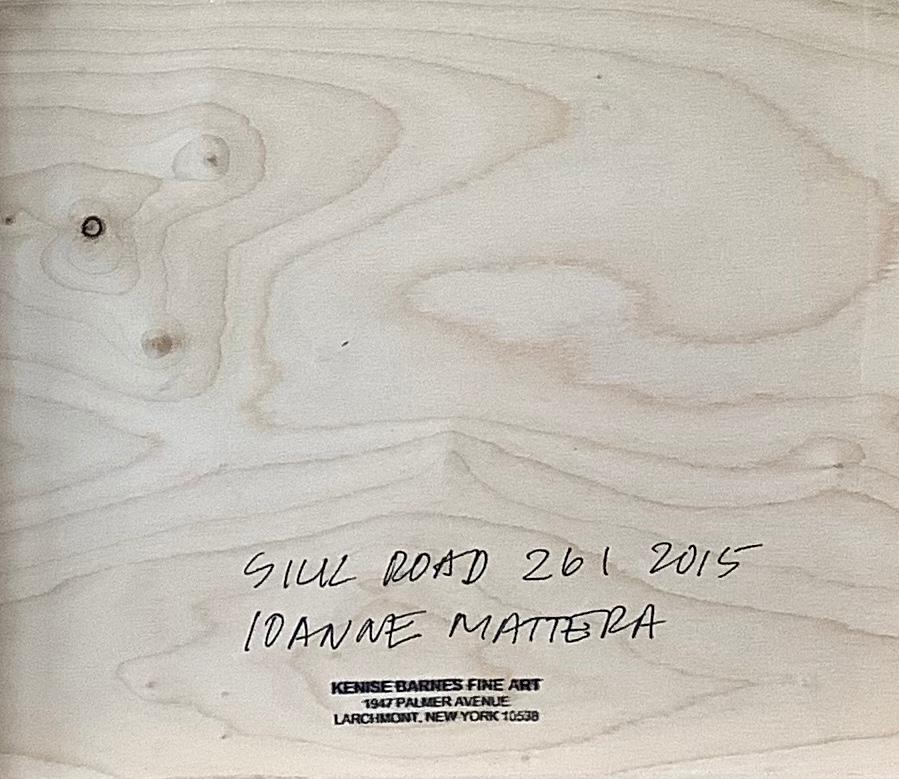 SILK ROAD 261 2015
JOANNE MATTERA
KENISE BARNES FINE ART
1947 PALMER AVENUE
LARCHMONT, NEW YORK 10538